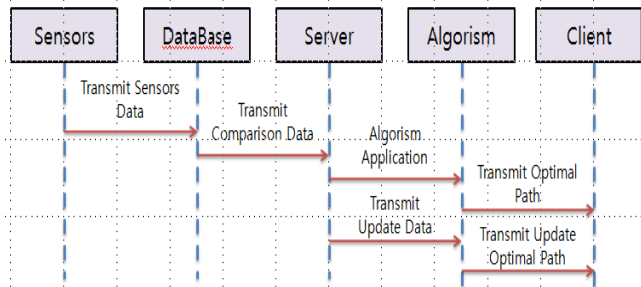 Sensors
DataBase
Server
Algorism
Client
Transmit Sensors
Data
Transmit
Comparison Data
Algorism
Application
Transmit Optimal
Path
Transmit
Update Data
Transmit Update
Optimal Path